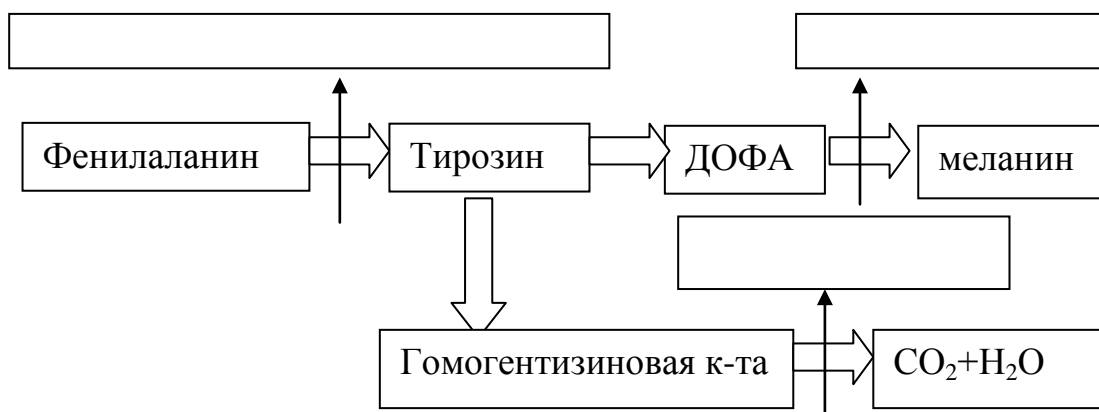 Фенилаланин
Тирозин
ДОФА
меланин
Гомогентизиновая к-та
CO₂+H₂O